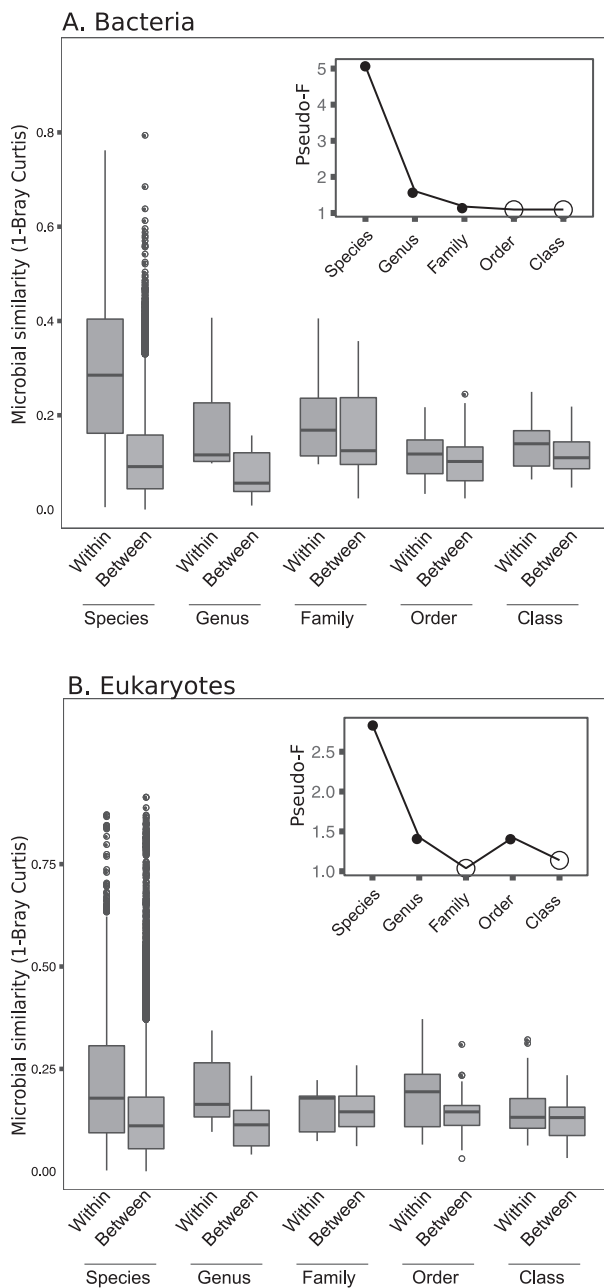 A. Bacteria
Microbial similarity (1-Bray Curtis)
0.8
0.6
0.4
0.2
0.0
Pseudo-F
5
4
3
2
1
Species
Genus
Family
Order
Class
Within
Between
Within
Between
Within
Between
Within
Between
Within
Between
Species
Genus
Family
Order
Class
B. Eukaryotes
Microbial similarity (1-Bray Curtis)
0.75
0.50
0.25
0.00
Pseudo-F
2.5
2.0
1.5
1.0
Species
Genus
Family
Order
Class
Within
Between
Within
Between
Within
Between
Within
Between
Within
Between
Species
Genus
Family
Order
Class